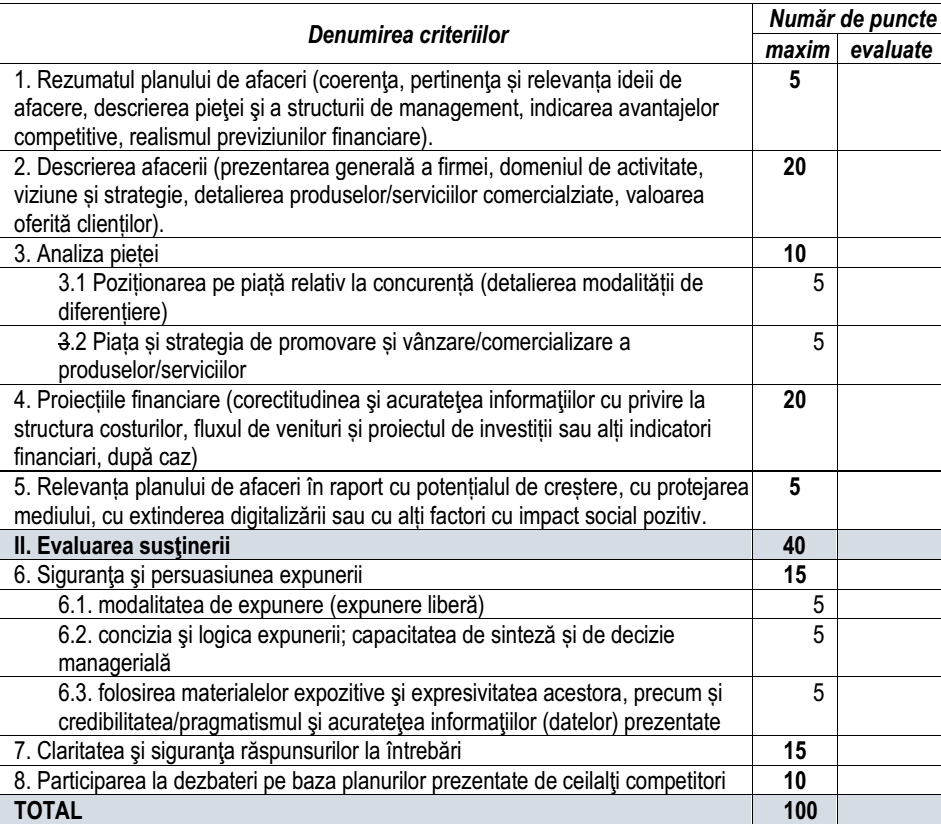 Denumirea criteriilor
Număr de puncte
maxim evaluate
1. Rezumatul planului de afaceri (coerenţa, pertinenţa și relevanța ideii de 5
afacere, descrierea pieţei şi a structurii de management, indicarea avantajelor
competitive, realismul previziunilor financiare).
2. Descrierea afacerii (prezentarea generală a firmei, domeniul de activitate, 20
viziune și strategie, detalierea produselor/serviciilor comercialziate, valoarea
oferită clienților).
3. Analiza pieței 10
3.1 Poziționarea pe piață relativ la concurență (detalierea modalității de 5
diferențiere)
3.2 Piața și strategia de promovare și vânzare/comercializare a 5
produselor/serviciilor
4. Proiecțiile financiare (corectitudinea şi acurateţea informaţiilor cu privire la 20
structura costurilor, fluxul de venituri și proiectul de investiții sau alți indicatori
financiari, după caz)
5. Relevanța planului de afaceri în raport cu potențialul de creștere, cu protejarea 5
mediului, cu extinderea digitalizării sau cu alți factori cu impact social pozitiv.
II. Evaluarea susţinerii 40
6. Siguranţa şi persuasiunea expunerii 15
6.1. modalitatea de expunere (expunere liberă) 5
6.2. concizia şi logica expunerii; capacitatea de sinteză și de decizie 5
managerială
6.3. folosirea materialelor expozitive şi expresivitatea acestora, precum și 5
credibilitatea/pragmatismul şi acurateţea informaţiilor (datelor) prezentate
7. Claritatea şi siguranţa răspunsurilor la întrebări 15
8. Participarea la dezbateri pe baza planurilor prezentate de ceilalţi competitori 10
TOTAL 100